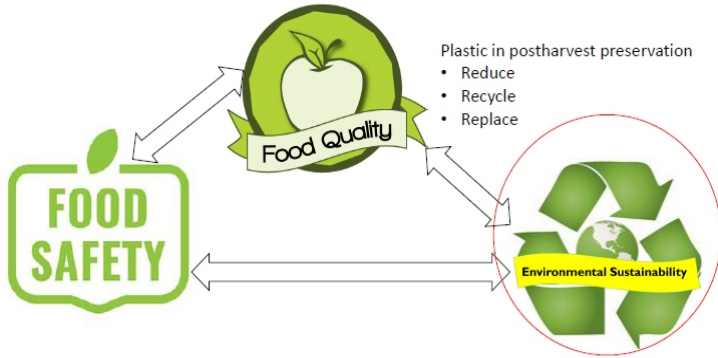 Plastic in postharvest preservation
• Reduce
• Recycle
• Replace
Food Quality
FOOD
SAFETY
Environmental Sustainability